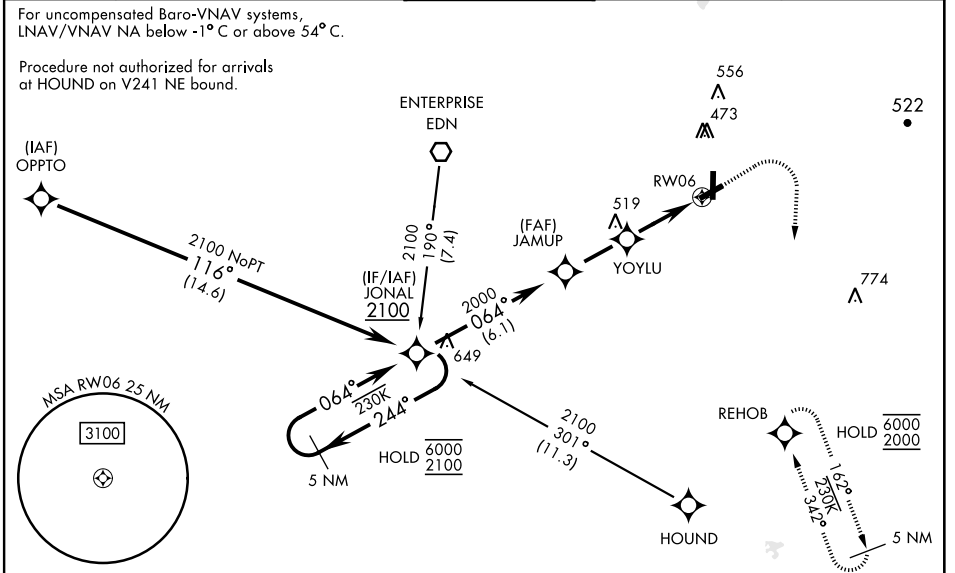 For uncompensated Baro-VNAV systems,
LNAV/VNAV NA below -1°C or above 54°C.
Procedure not authorized for arrivals
at HOUND on V241 NE bound.
556
473
522
ENTERPRISE
EDN
(IAF)
OPPTO
RW06
519
(FAF)
JAMUP
YOYLU
2100
190°
(7.4)
2100 NoPT
116°
(14.6)
(IF/IAF)
JONAL
2100
2000
064°
(6.1)
774
649
064°
230K
244°
MSA RW06 25 NM
3100
2100
301°
(11.3)
REHOB
HOLD 6000
2000
HOLD 6000
2100
5 NM
162°
230K
342°
HOUND
5 NM